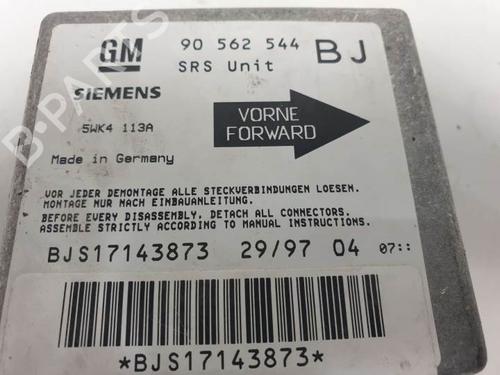 GM 90 562 544 BJ
SRS Unit
SIEMENS
5WK4 113A
VORNE
FORWARD
Made in Germany
VOR JEDER DEMONTAGE ALLE STECKVERBINDUNGEN LOESEN.
MONTAGE NUR NACH EINBAUANLEITUNG.
BEFORE EVERY DISASSEMBLY, DETACH ALL CONNECTORS.
ASSEMBLE STRICTLY ACCORDING TO MANUAL INSTRUCTIONS.
BJS17143873 29/97 04 07::
*BJS17143873*
B-PARTS